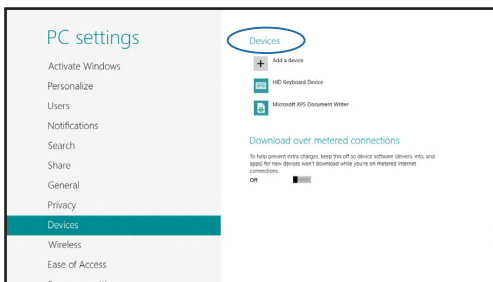 PC settings
Activate Windows
Personalize
Users
Notifications
Search
Share
General
Privacy
Devices
Wireless
Ease of Access
Devices
Add a device
HID Keyboard Device
Microsoft XPS Document Writer
Download over metered connections
To help prevent extra charges, keep this off so device software (drivers, info, and
apps) for new devices won't download while you're on metered Internet
connections.
Off